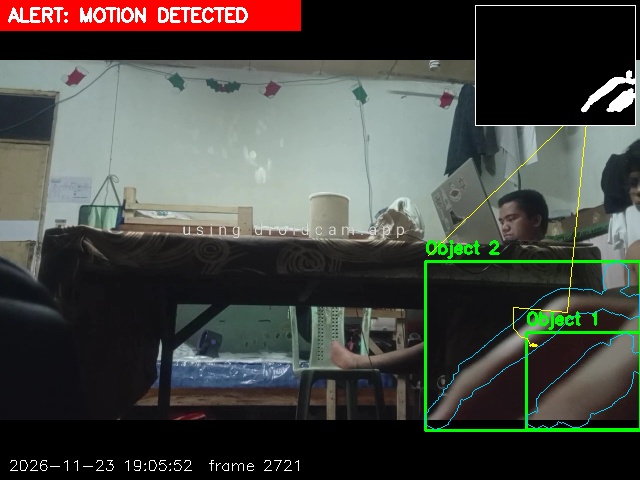 ALERT: MOTION DETECTED
using droidcam app
Object 2
Object 1
2026-11-23 19:05:52 frame 2721